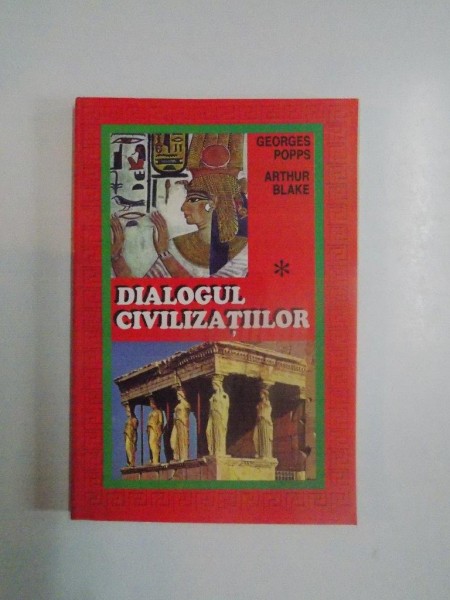 GEORGES
POPPS
ARTHUR
BLAKE
*
DIALOGUL
CIVILIZAȚIILOR